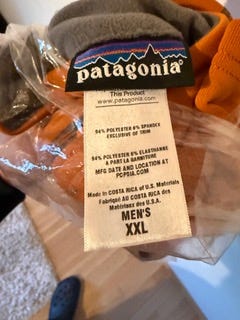 patagonia®
This Product
www.patagonia.com
94% POLYESTER 6% SPANDEX
EXCLUSIVE OF TRIM
94% POLYESTER 6% ELASTHANNE
A PART LA GARNITURE
MFG DATE AND LOCATION AT
PCPSIA.COM
Made in COSTA RICA of U.S. Materials
Fabriqué AU COSTA RICA des
Matériaux des U.S.A.
MEN'S
XXL